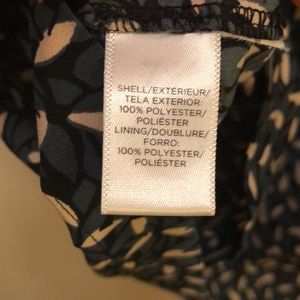 SHELL/EXTÉRIEUR/
TELA EXTERIOR:
100% POLYESTER/
POLIÉSTER
LINING/DOUBLURE/
FORRO:
100% POLYESTER/
POLIÉSTER